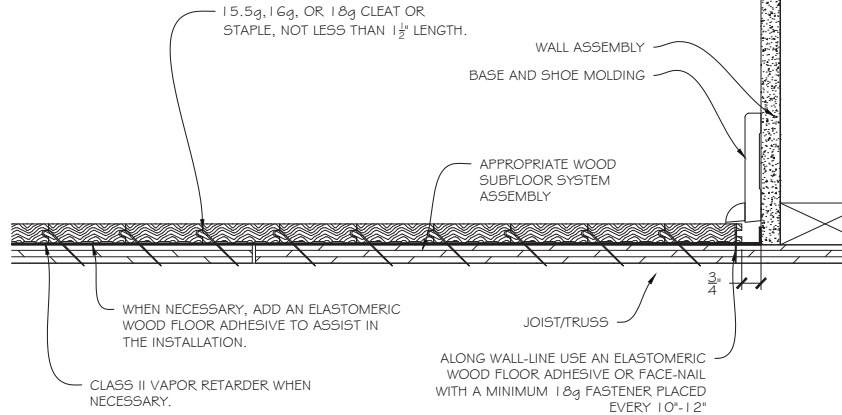 15.5g,16g, OR 18g CLEAT OR
STAPLE, NOT LESS THAN 1½" LENGTH.
WALL ASSEMBLY
BASE AND SHOE MOLDING
APPROPRIATE WOOD
SUBFLOOR SYSTEM
ASSEMBLY
3/4"
WHEN NECESSARY, ADD AN ELASTOMERIC
WOOD FLOOR ADHESIVE TO ASSIST IN
THE INSTALLATION.
JOIST/TRUSS
CLASS II VAPOR RETARDER WHEN
NECESSARY.
ALONG WALL-LINE USE AN ELASTOMERIC
WOOD FLOOR ADHESIVE OR FACE-NAIL
WITH A MINIMUM 18g FASTENER PLACED
EVERY 10"-12"